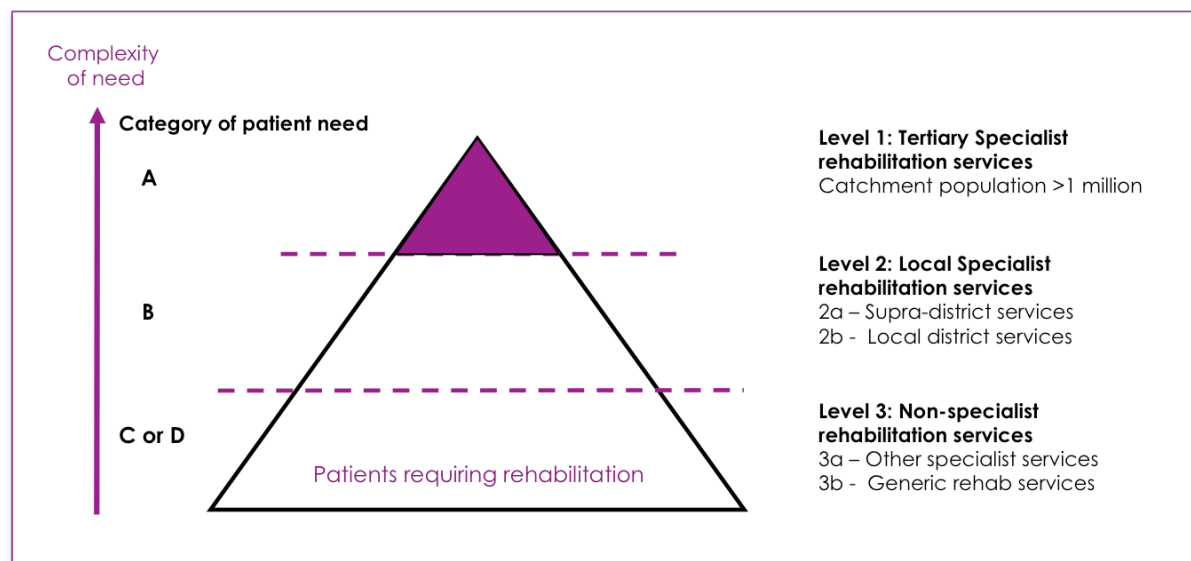 Complexity
of need
Category of patient need
A
B
C or D
Patients requiring rehabilitation
Level 1: Tertiary Specialist
rehabilitation services
Catchment population >1 million
Level 2: Local Specialist
rehabilitation services
2a – Supra-district services
2b - Local district services
Level 3: Non-specialist
rehabilitation services
3a – Other specialist services
3b - Generic rehab services